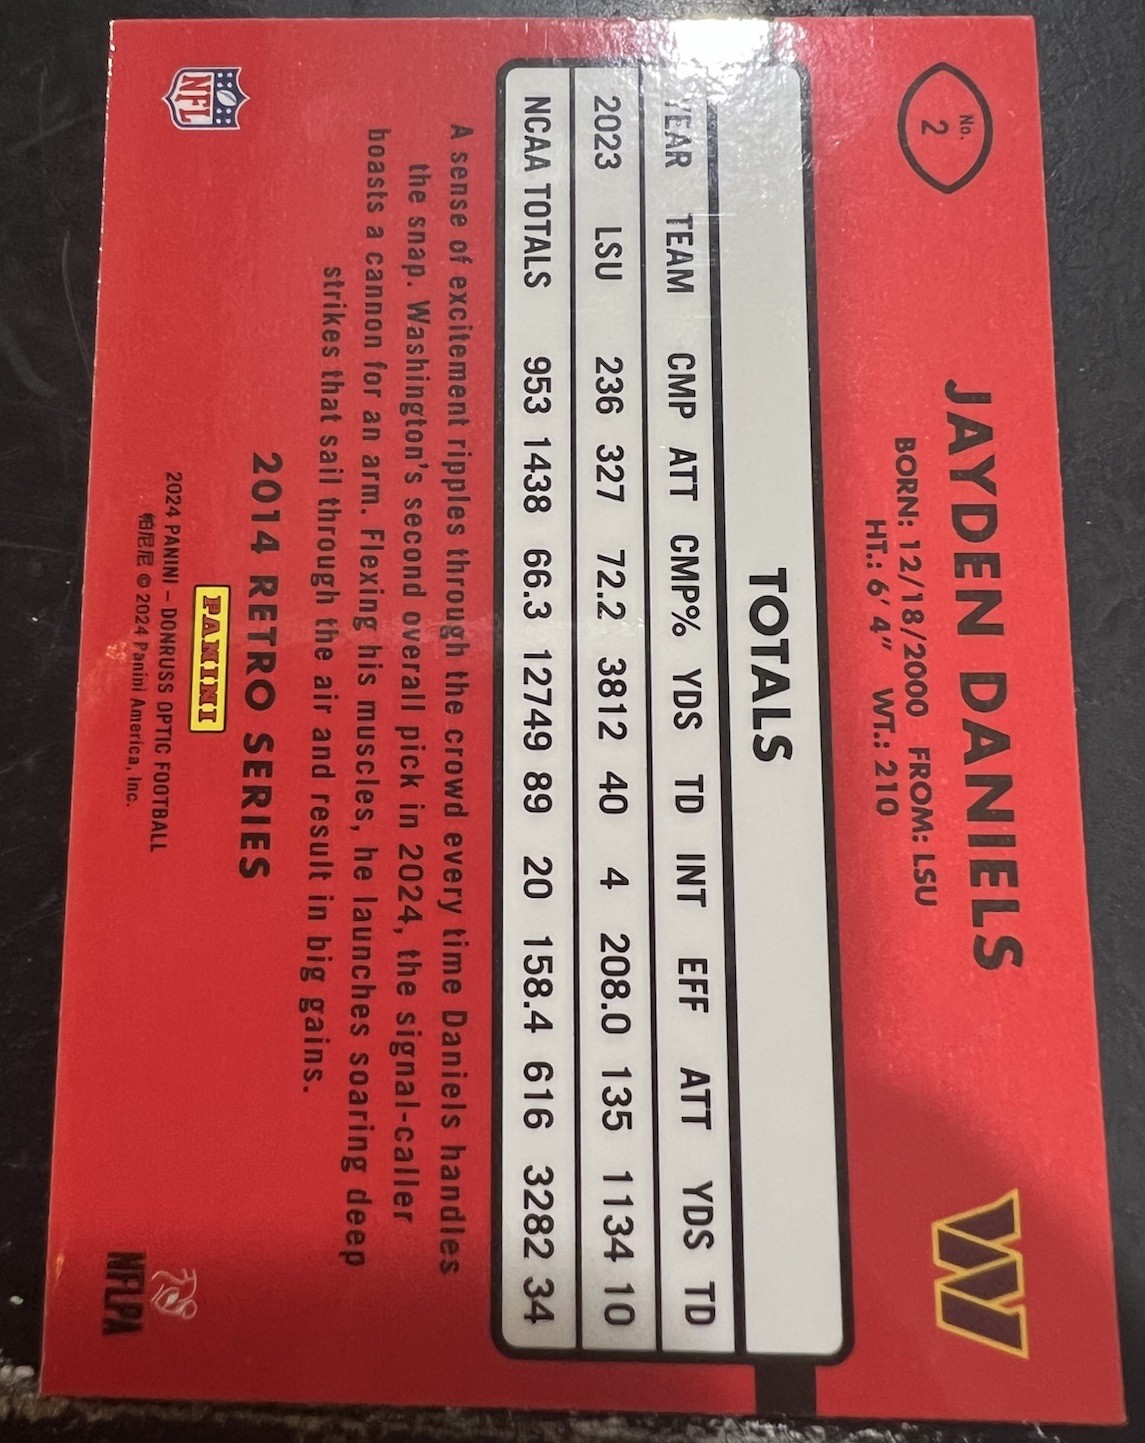 No.
2
JAYDEN DANIELS
BORN: 12/18/2000 FROM: LSU
HT.: 6' 4" WT.: 210
W
TOTALS
YEAR TEAM CMP ATT CMP% YDS TD INT EFF ATT YDS TD
2023 LSU 236 327 72.2 3812 40 4 208.0 135 1134 10
NCAA TOTALS 953 1438 66.3 12749 89 20 158.4 616 3282 34
A sense of excitement ripples through the crowd every time Daniels handles
the snap. Washington's second overall pick in 2024, the signal-caller
boasts a cannon for an arm. Flexing his muscles, he launches soaring deep
strikes that sail through the air and result in big gains.
2014 RETRO SERIES
NFL
PANINI
2024 PANINI – DONRUSS OPTIC FOOTBALL
帕尼尼 © 2024 Panini America, Inc.
NFLPA